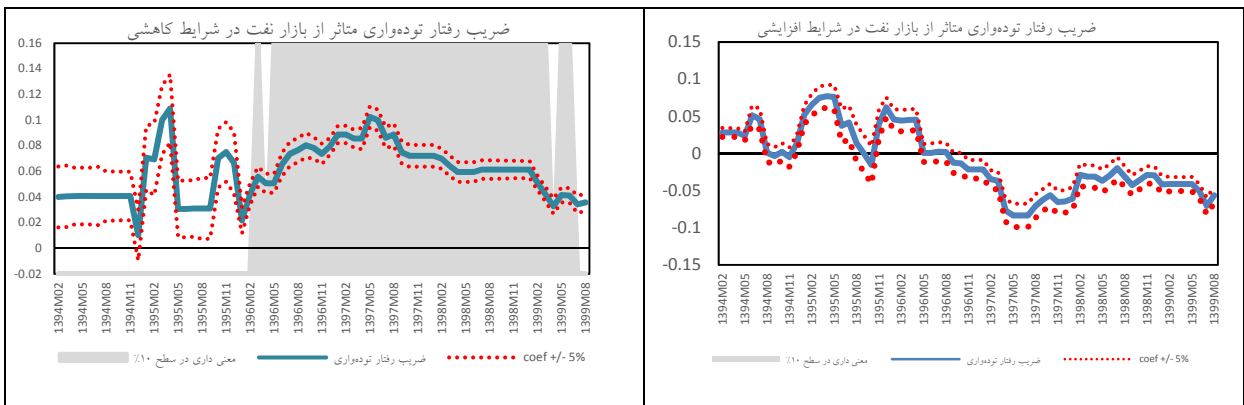 ضریب رفتار توده‌واری متاثر از بازار نفت در شرایط کاهشی
0.16
0.14
0.12
0.1
0.08
0.06
0.04
0.02
0
-0.02
1394M02
1394M05
1394M08
1394M11
1395M02
1395M05
1395M08
1395M11
1396M02
1396M05
1396M08
1396M11
1397M02
1397M05
1397M08
1397M11
1398M02
1398M05
1398M08
1398M11
1399M02
1399M05
1399M08
معنی داری در سطح ۱۰٪
ضریب رفتار توده‌واری
coef +/- 5%
ضریب رفتار توده‌واری متاثر از بازار نفت در شرایط افزایشی
0.15
0.1
0.05
0
-0.05
-0.1
-0.15
1394M02
1394M05
1394M08
1394M11
1395M02
1395M05
1395M08
1395M11
1396M02
1396M05
1396M08
1396M11
1397M02
1397M05
1397M08
1397M11
1398M02
1398M05
1398M08
1398M11
1399M02
1399M05
1399M08
معنی داری در سطح ۱۰٪
ضریب رفتار توده‌واری
coef +/- 5%